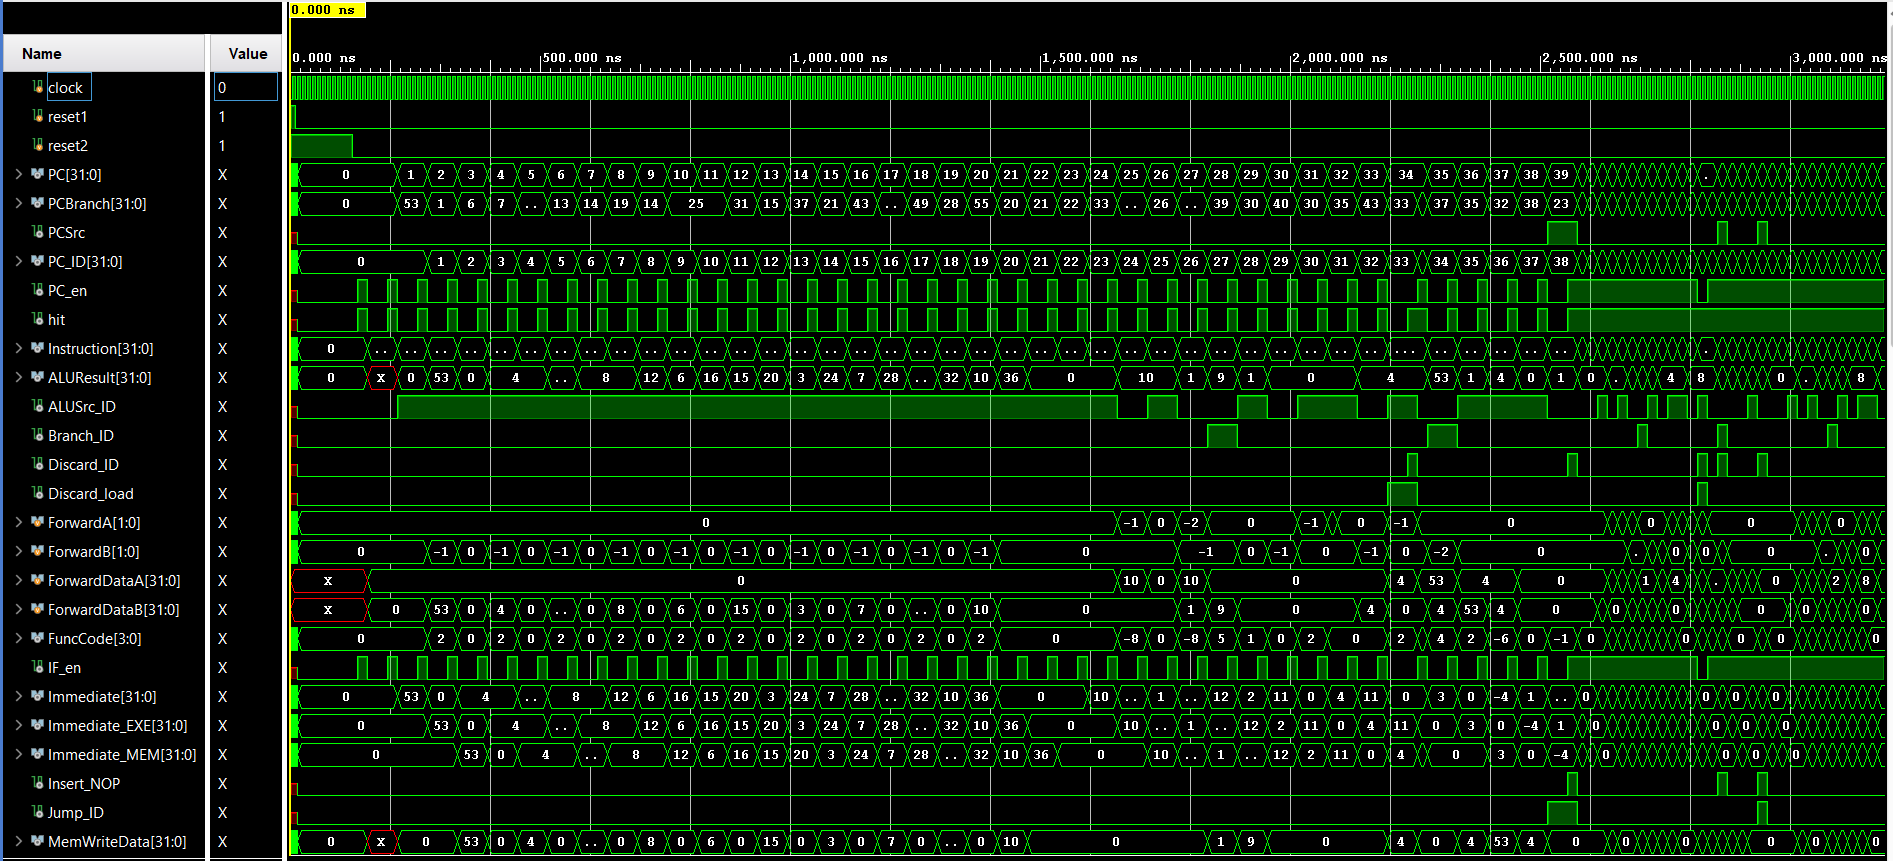 0.000 ns
Name Value
0.000 ns 500.000 ns 1,000.000 ns 1,500.000 ns 2,000.000 ns 2,500.000 ns 3,000.000 ns
clock 0
reset1 1
reset2 1
PC[31:0] X 0 1 2 3 4 5 6 7 8 9 10 11 12 13 14 15 16 17 18 19 20 21 22 23 24 25 26 27 28 29 30 31 32 33 34 35 36 37 38 39 .
PCBranch[31:0] X 0 53 1 6 7 .. 13 14 19 14 25 31 15 37 21 43 .. 49 28 55 20 21 22 33 .. 26 .. 39 30 40 30 35 43 33 37 35 32 38 23
PCSrc X
PC_ID[31:0] X 0 1 2 3 4 5 6 7 8 9 10 11 12 13 14 15 16 17 18 19 20 21 22 23 24 25 26 27 28 29 30 31 32 33 34 35 36 37 38
PC_en X
hit X
Instruction[31:0] X 0 .. .. .. .. .. .. .. .. .. .. .. .. .. .. .. .. .. .. .. .. .. .. .. .. .. .. .. .. .. .. .. .. .. .. ... .. .. .. .. .. .
ALUResult[31:0] X 0 X 0 53 0 4 .. 8 12 6 16 15 20 3 24 7 28 .. 32 10 36 0 10 1 9 1 0 4 53 1 4 0 1 0 . 4 8 0 . 8
ALUSrc_ID X
Branch_ID X
Discard_ID X
Discard_load X
ForwardA[1:0] X 0 -1 0 -2 0 -1 0 -1 0 0 0 0
ForwardB[1:0] X 0 -1 0 -1 0 -1 0 -1 0 -1 0 -1 0 -1 0 -1 0 -1 0 -1 0 -1 0 -1 0 -1 0 -2 0 . 0 0 0 . 0
ForwardDataA[31:0] X X 0 10 0 10 0 4 53 4 0 1 4 . 0 2 8
ForwardDataB[31:0] X X 0 53 0 4 0 .. 0 8 0 6 0 15 0 3 0 7 0 .. 0 10 0 1 9 0 4 0 4 53 4 0 0 0 0 0 0
FuncCode[3:0] X 0 2 0 2 0 2 0 2 0 2 0 2 0 2 0 2 0 2 0 2 0 -8 0 -8 5 1 0 2 0 2 4 2 -6 0 -1 0 0 0 0 0
IF_en X
Immediate[31:0] X 0 53 0 4 .. 8 12 6 16 15 20 3 24 7 28 .. 32 10 36 0 10 .. 1 .. 12 2 11 0 4 11 0 3 0 -4 1 .. 0 0 0 0
Immediate_EXE[31:0] X 0 53 0 4 .. 8 12 6 16 15 20 3 24 7 28 .. 32 10 36 0 10 .. 1 .. 12 2 11 0 4 11 0 3 0 -4 1 0 0 0 0
Immediate_MEM[31:0] X 0 53 0 4 .. 8 12 6 16 15 20 3 24 7 28 .. 32 10 36 0 10 .. 1 .. 12 2 11 0 4 0 3 0 -4 0 0 0 0
Insert_NOP X
Jump_ID X
MemWriteData[31:0] X 0 X 0 53 0 4 0 .. 0 8 0 6 0 15 0 3 0 7 0 .. 0 10 0 1 9 0 4 0 4 53 4 0 0 0 0 0 0